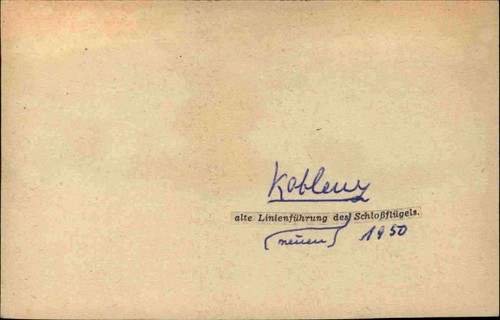 Koblenz
alte Linienführung des Schloßflügels.
(neuen) 1950